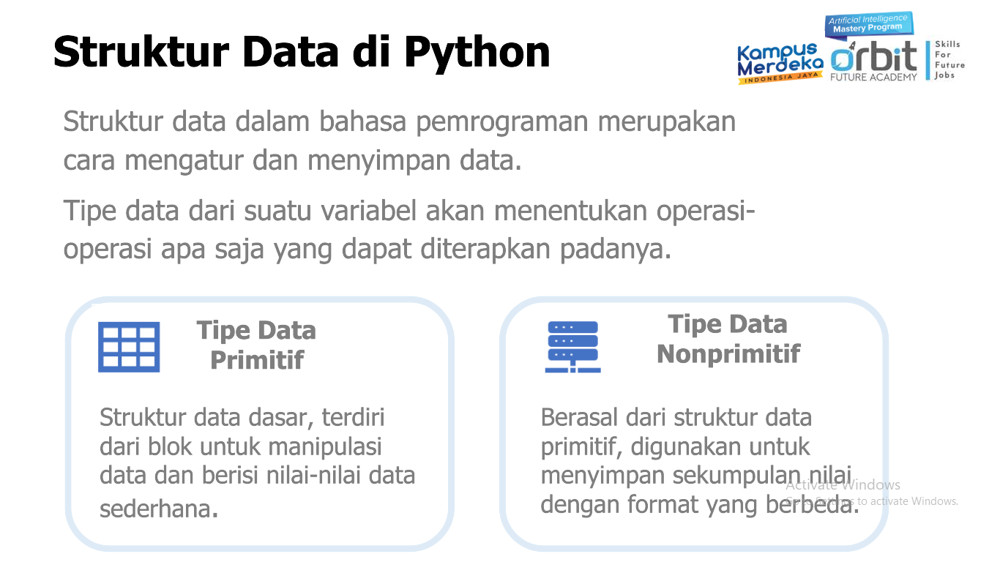 Struktur Data di Python
Artificial Intelligence
Mastery Program
Kampus
Merdeka
INDONESIA JAYA
orbit
FUTURE ACADEMY
Skills
For
Future
Jobs
Struktur data dalam bahasa pemrograman merupakan
cara mengatur dan menyimpan data.
Tipe data dari suatu variabel akan menentukan operasi-
operasi apa saja yang dapat diterapkan padanya.
Tipe Data
Primitif
Struktur data dasar, terdiri
dari blok untuk manipulasi
data dan berisi nilai-nilai data
sederhana.
Tipe Data
Nonprimitif
Berasal dari struktur data
primitif, digunakan untuk
menyimpan sekumpulan nilai
dengan format yang berbeda.
Activate Windows
Go to Settings to activate Windows.